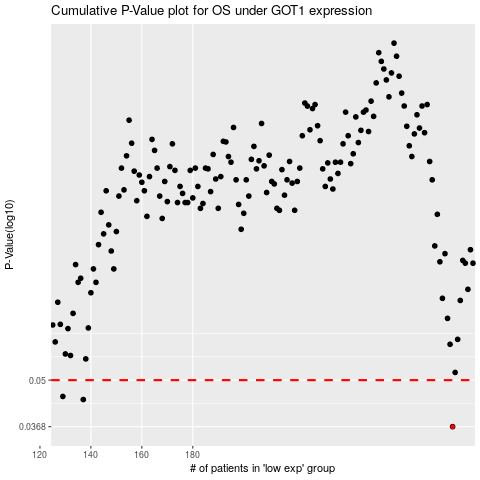 Cumulative P-Value plot for OS under GOT1 expression
P-Value(log10)
0.05
0.0368
120 140 160 180
# of patients in 'low exp' group